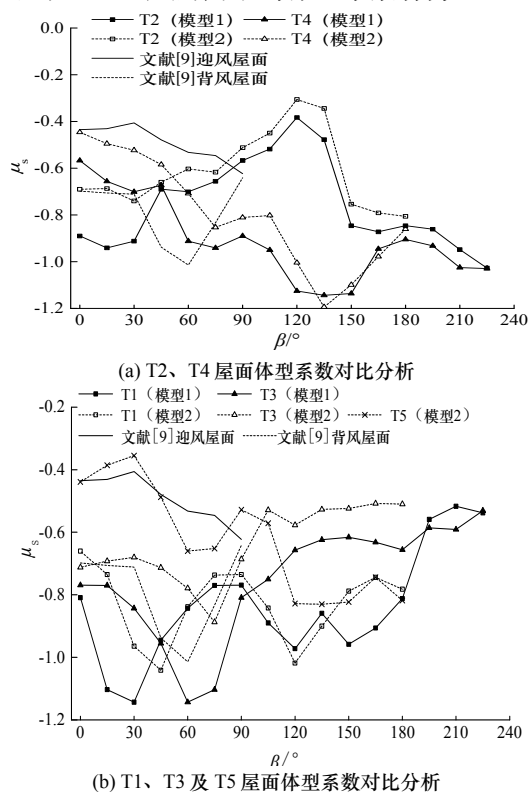 T2 (模型1) T4 (模型1)
T2 (模型2) T4 (模型2)
文献[9]迎风屋面
文献[9]背风屋面
0.0
-0.2
-0.4
-0.6
-0.8
-1.0
-1.2
μs
0 30 60 90 120 150 180 210 240
β/°
(a) T2、T4 屋面体型系数对比分析
T1（模型1） T3（模型1）
T1（模型2） T3（模型2） T5（模型2）
文献[9]迎风屋面 文献[9]背风屋面
-0.2
-0.4
-0.6
-0.8
-1.0
-1.2
μs
0 30 60 90 120 150 180 210 240
β/°
(b) T1、T3 及 T5 屋面体型系数对比分析